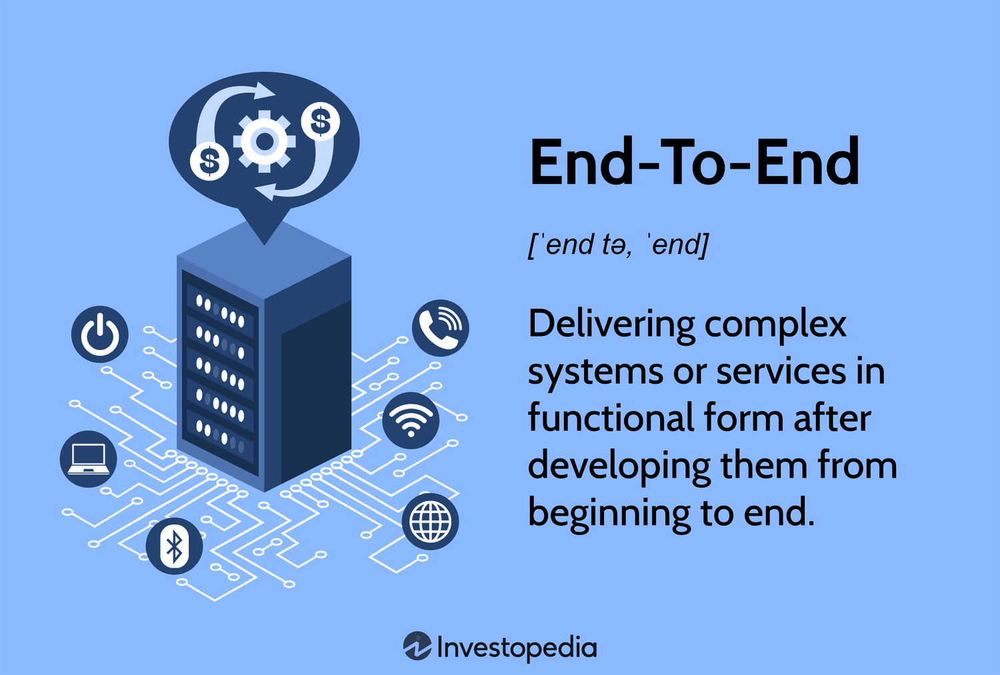 $
$
End-To-End
[ˈend tə, ˈend]
Delivering complex
systems or services in
functional form after
developing them from
beginning to end.
Investopedia